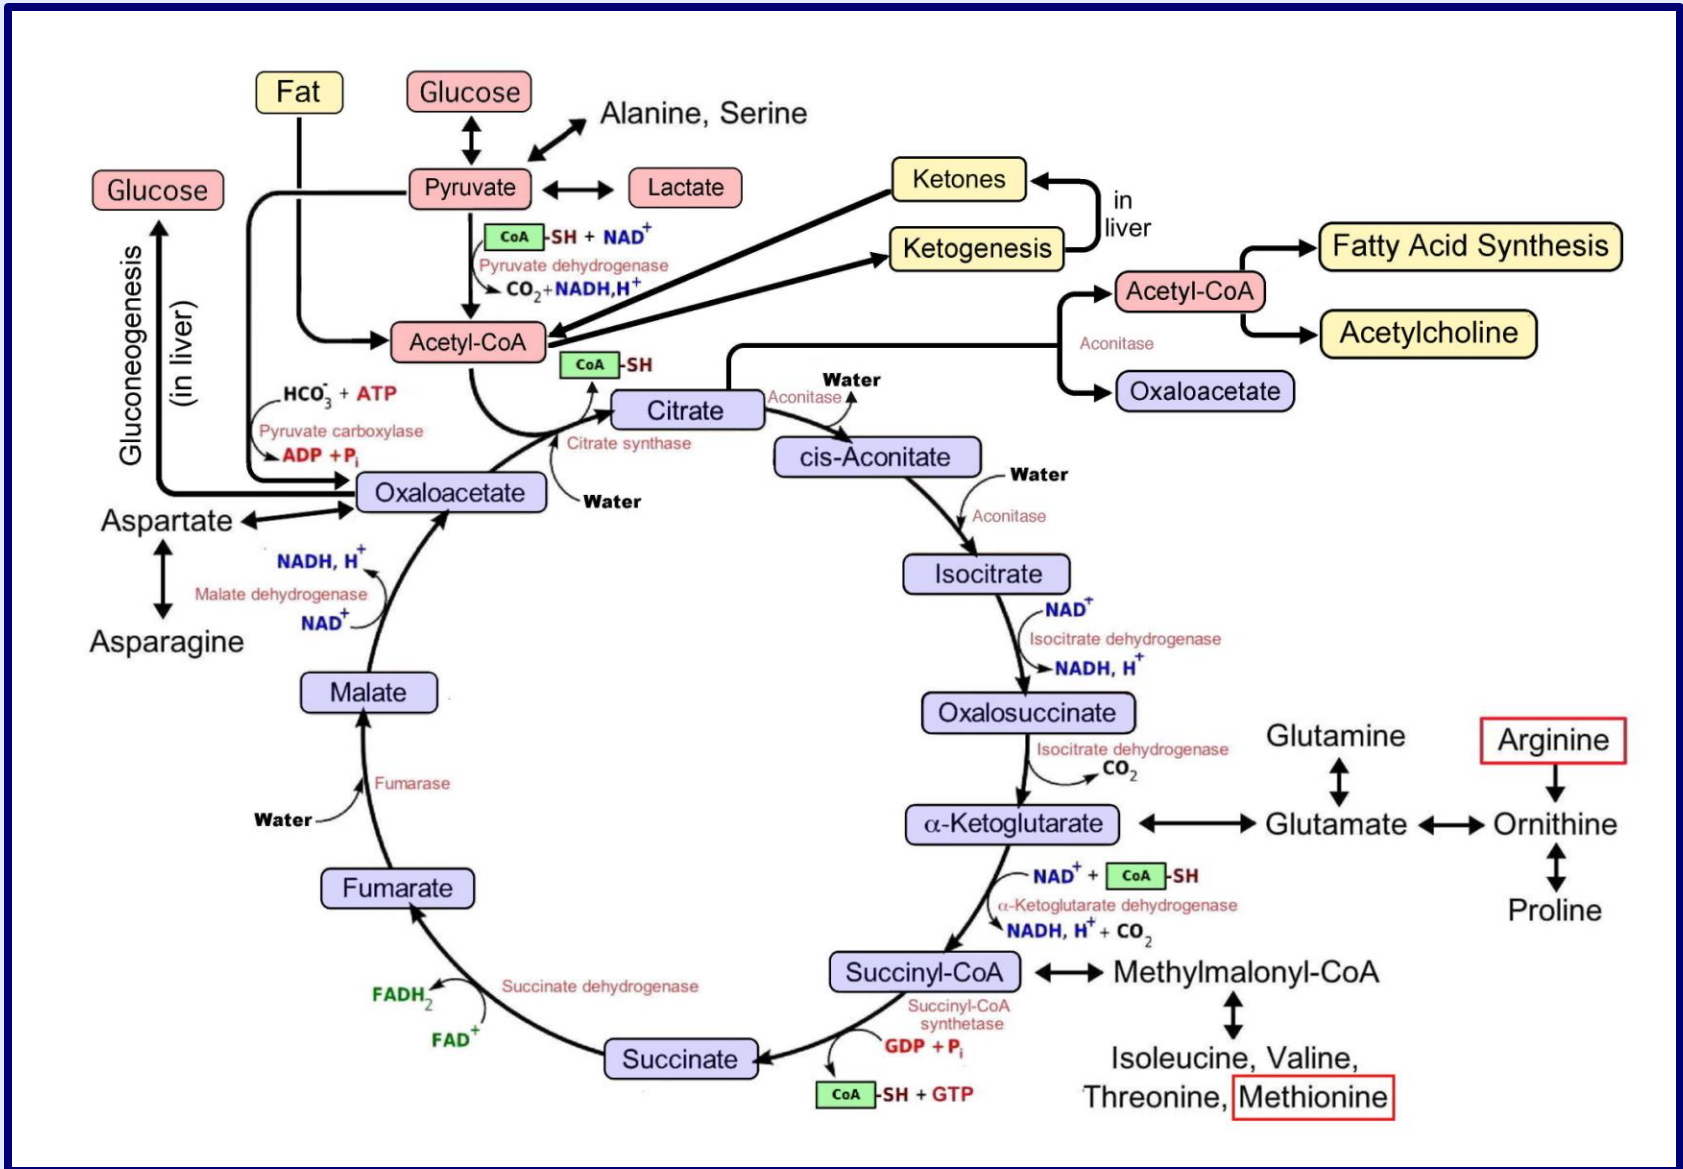 Fat
Glucose
Alanine, Serine
Glucose
Pyruvate
Lactate
Ketones
in
liver
Ketogenesis
Fatty Acid Synthesis
CoA-SH + NAD+
Pyruvate dehydrogenase
CO2+NADH,H+
Acetyl-CoA
Acetylcholine
Gluconeogenesis
(in liver)
Acetyl-CoA
Aconitase
CoA-SH
Oxaloacetate
HCO3- + ATP
Pyruvate carboxylase
ADP +Pi
Citrate
Citrate synthase
Water
Aconitase
Water
cis-Aconitate
Water
Aconitase
Oxaloacetate
Aspartate
Asparagine
NADH, H+
Malate dehydrogenase
NAD+
Isocitrate
NAD+
Isocitrate dehydrogenase
NADH, H+
Malate
Oxalosuccinate
Isocitrate dehydrogenase
CO2
Glutamine
Arginine
Fumarase
Water
α-Ketoglutarate
Glutamate
Ornithine
Proline
Fumarate
NAD+ + CoA-SH
α-Ketoglutarate dehydrogenase
NADH, H+ + CO2
Succinyl-CoA
Methylmalonyl-CoA
FADH2
Succinate dehydrogenase
FAD+
Succinyl-CoA
synthetase
GDP +Pi
Succinate
CoA-SH + GTP
Isoleucine, Valine,
Threonine, Methionine